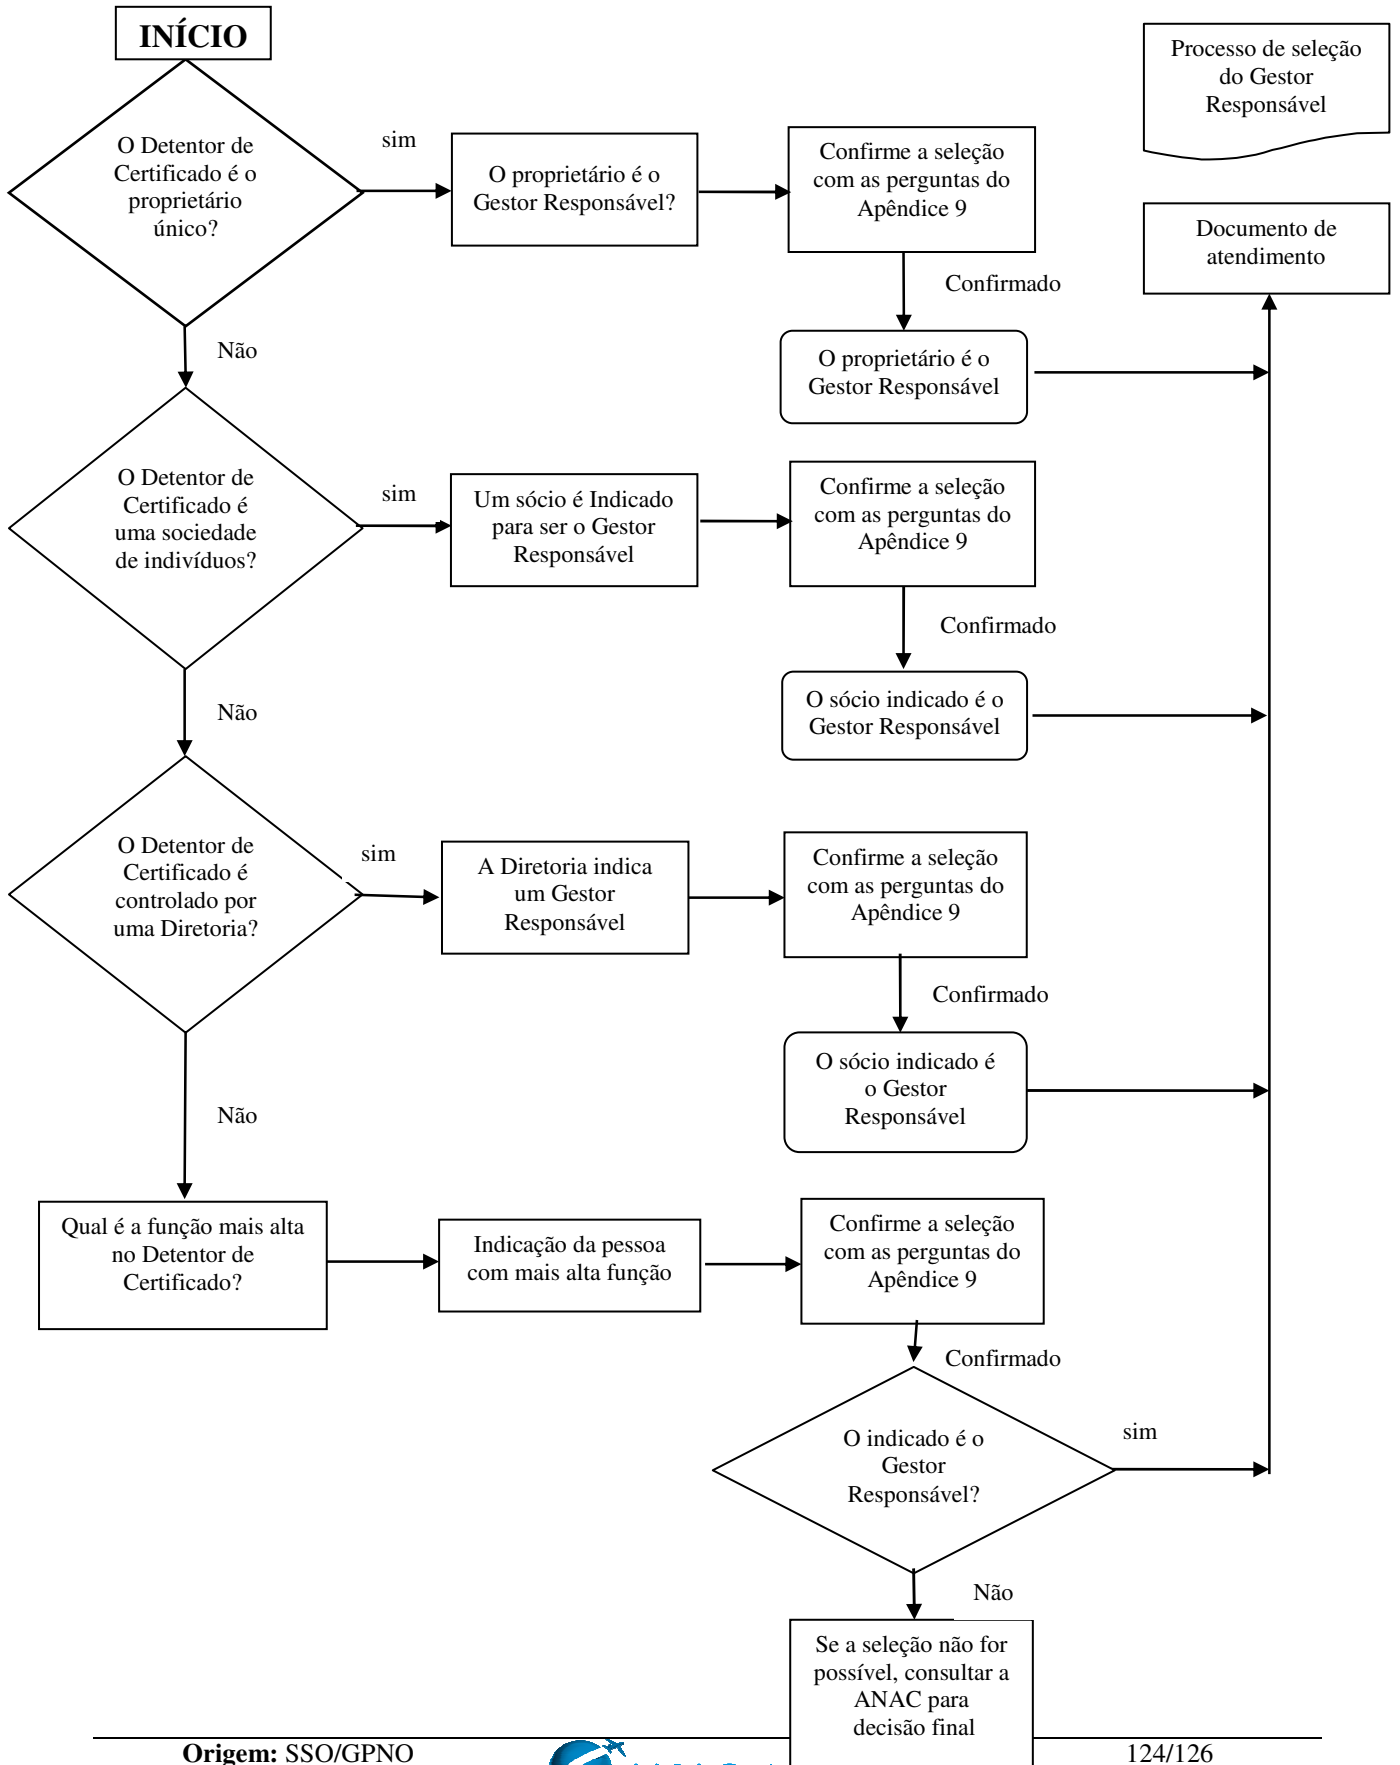 INÍCIO
Processo de seleção
do Gestor
Responsável
O Detentor de
Certificado é o
proprietário
único?
sim
O proprietário é o
Gestor Responsável?
Confirme a seleção
com as perguntas do
Apêndice 9
Documento de
atendimento
Confirmado
Não
O proprietário é o
Gestor Responsável
O Detentor de
Certificado é
uma sociedade
de indivíduos?
sim
Um sócio é Indicado
para ser o Gestor
Responsável
Confirme a seleção
com as perguntas do
Apêndice 9
Confirmado
Não
O sócio indicado é o
Gestor Responsável
O Detentor de
Certificado é
controlado por
uma Diretoria?
sim
A Diretoria indica
um Gestor
Responsável
Confirme a seleção
com as perguntas do
Apêndice 9
Confirmado
Não
O sócio indicado é
o Gestor
Responsável
Qual é a função mais alta
no Detentor de
Certificado?
Indicação da pessoa
com mais alta função
Confirme a seleção
com as perguntas do
Apêndice 9
Confirmado
O indicado é o
Gestor
Responsável?
sim
Não
Se a seleção não for
possível, consultar a
ANAC para
decisão final
Origem: SSO/GPNO
124/126